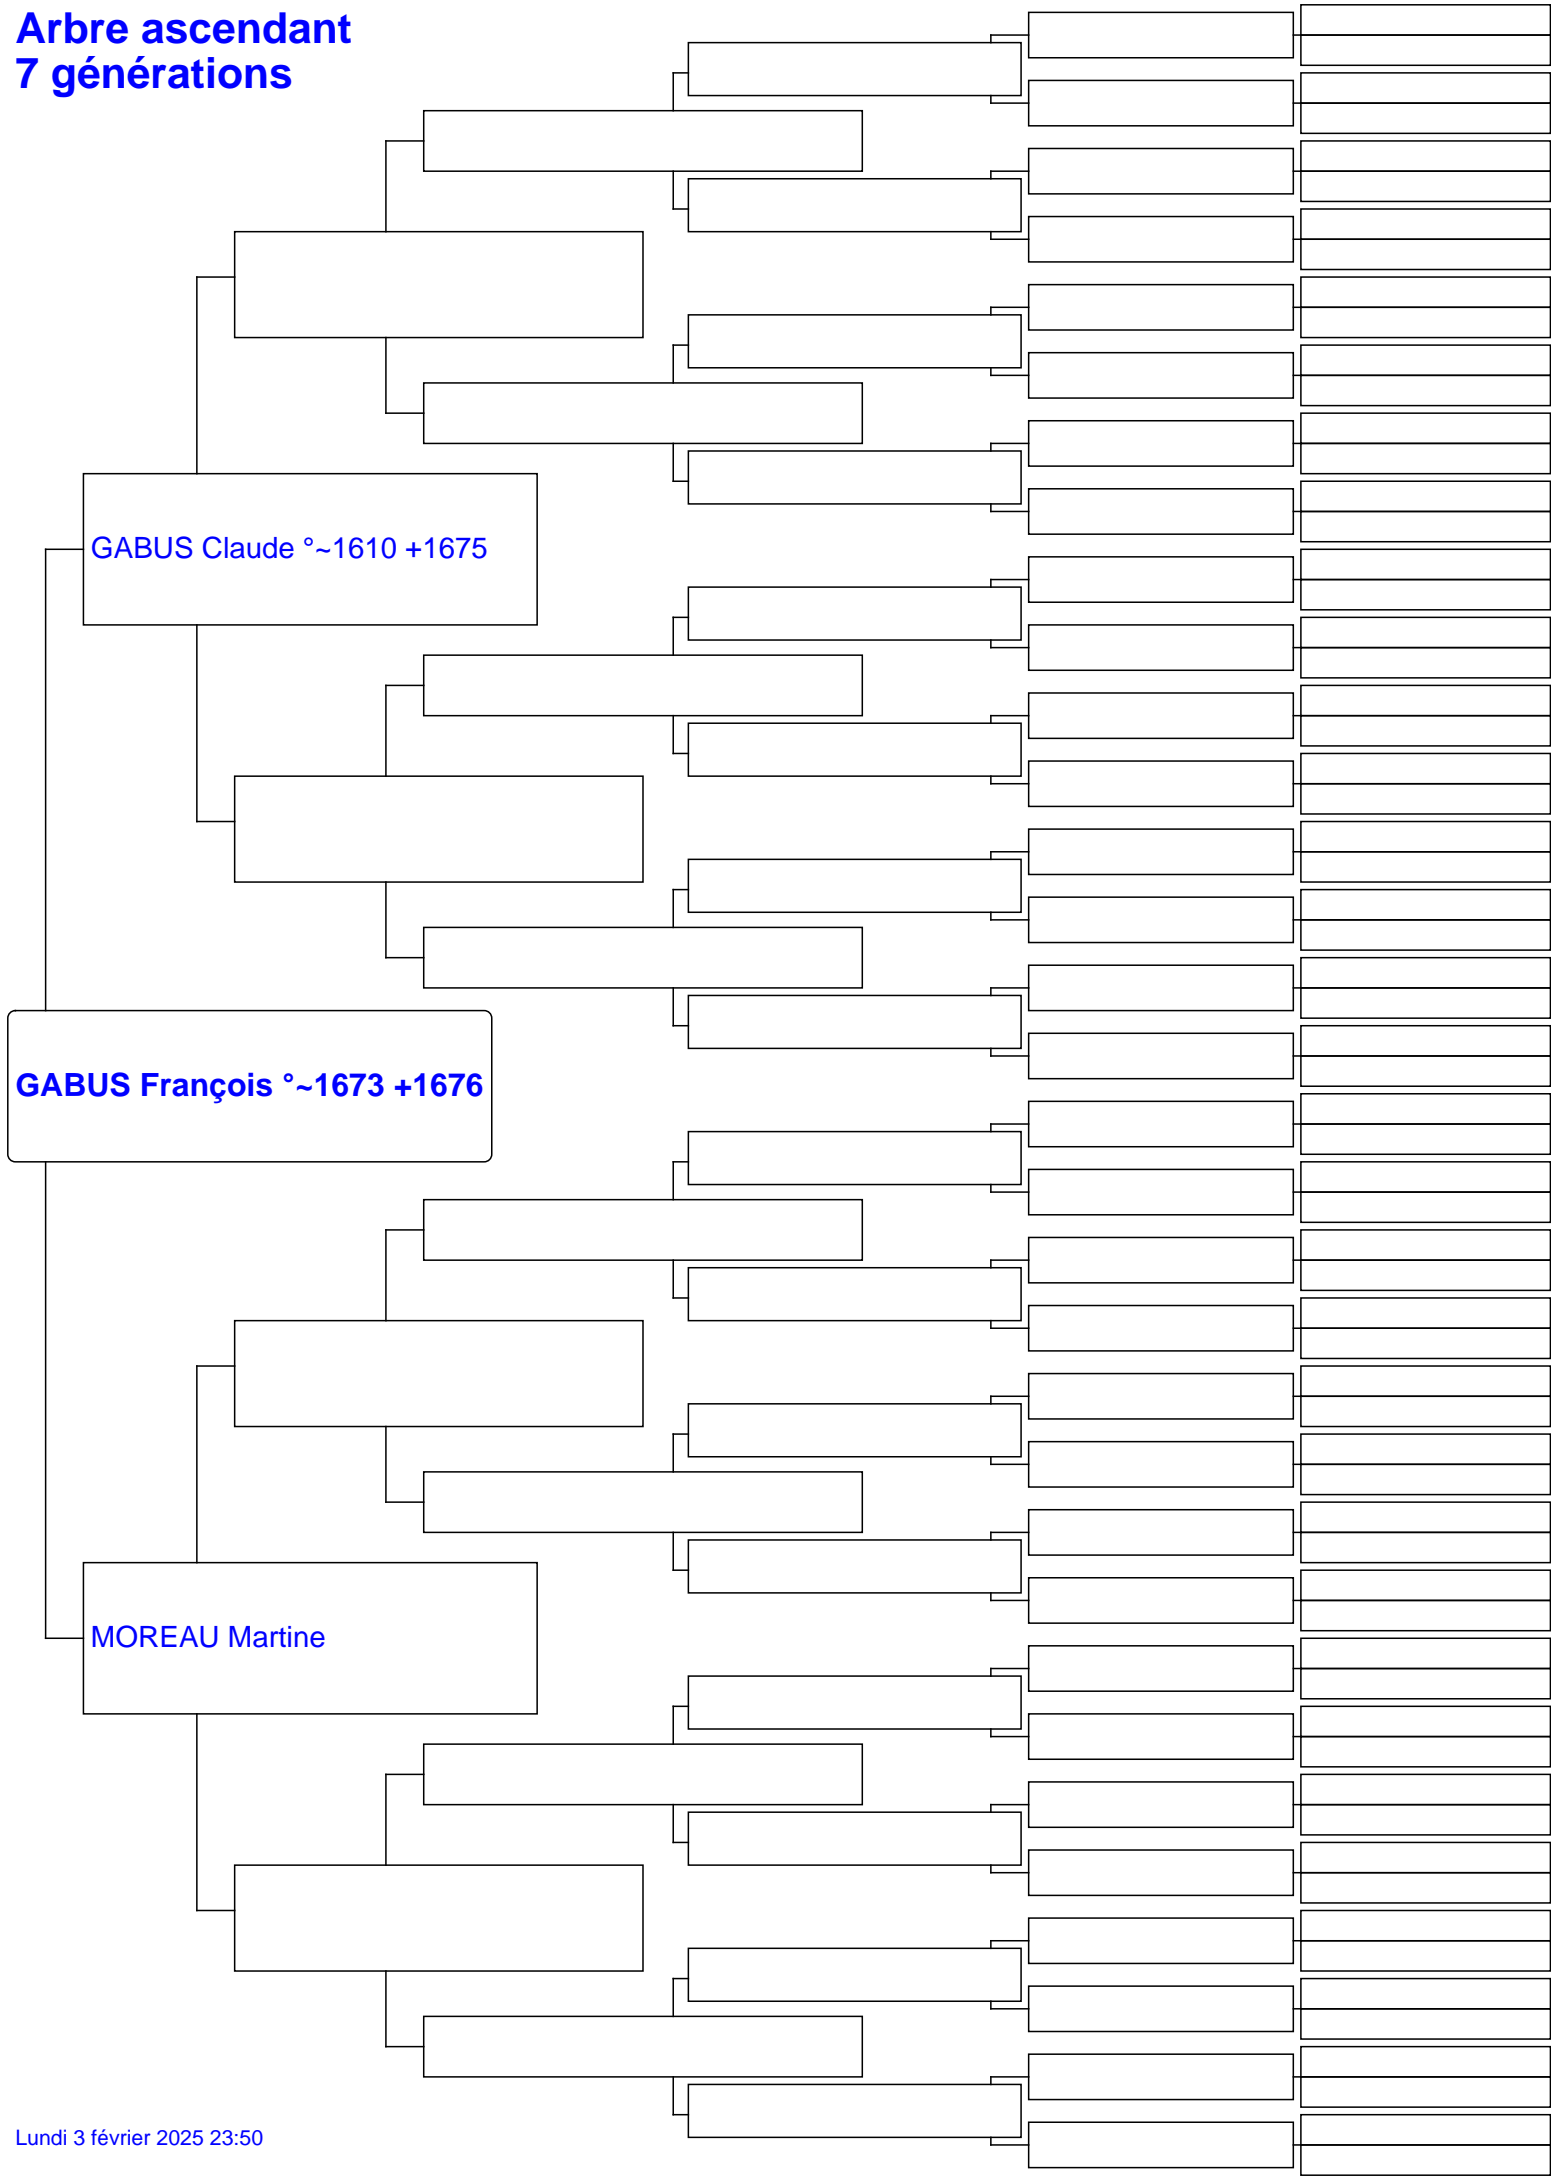 Arbre ascendant
7 générations
GABUS Claude °~1610 +1675
GABUS François °~1673 +1676
MOREAU Martine
Lundi 3 février 2025 23:50